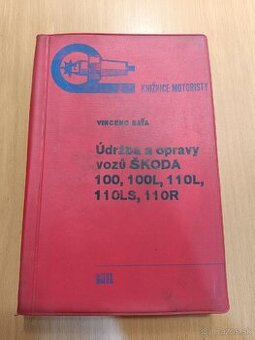 KNIŽNICE MOTORISTY
VINCENC BAŤA
Údržba a opravy
vozů ŠKODA
100, 100L, 110L,
110LS, 110R